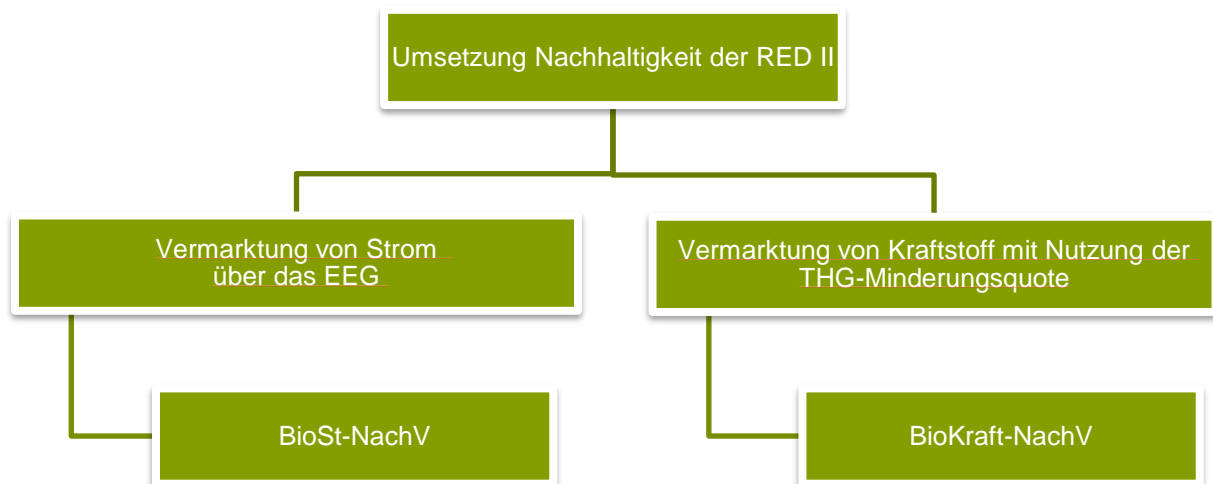 Umsetzung Nachhaltigkeit der RED II
Vermarktung von Strom
über das EEG
Vermarktung von Kraftstoff mit Nutzung der
THG-Minderungsquote
BioSt-NachV
BioKraft-NachV